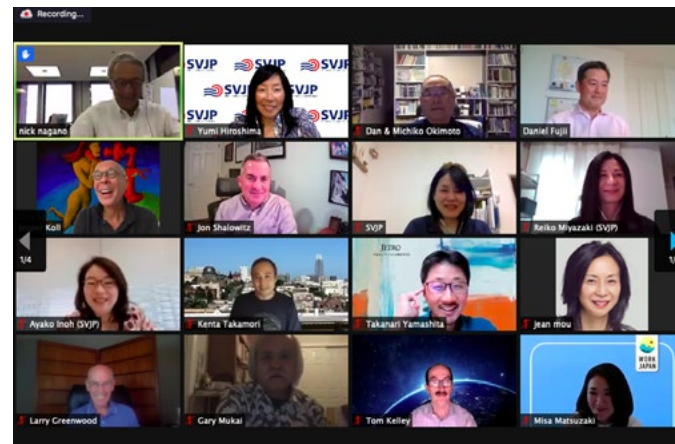 Recording...
nick nagano
SVJP SVJP SVJP
SVJP SVJP
SVJP
Yumi Hiroshima
Dan & Michiko Okimoto
Daniel Fujii
Koll
Jon Shalowitz
SVJP
Reiko Miyazaki (SVJP)
1/4
Ayako Inoh (SVJP)
Kenta Takamori
JETRO
Takanari Yamashita
jean mou
Larry Greenwood
Gary Mukai
Tom Kelley
WORK
JAPAN
Misa Matsuzaki